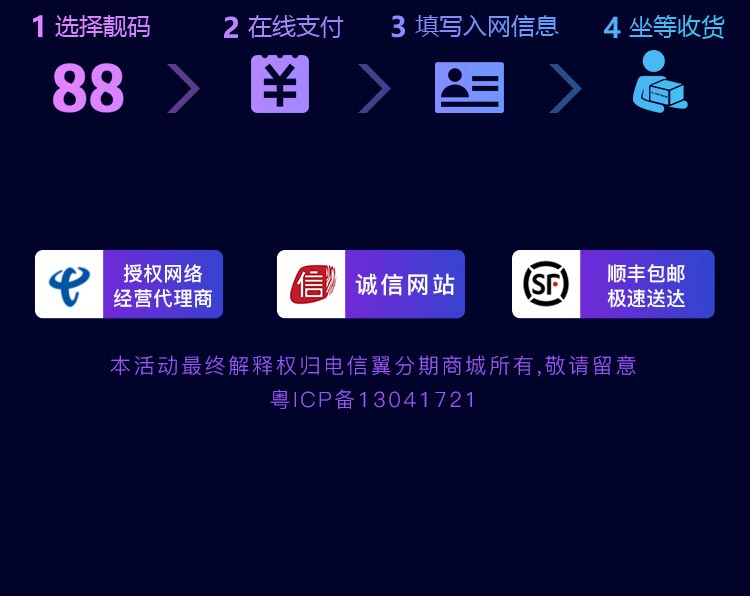 1 选择靓码
2 在线支付
3 填写入网信息
4 坐等收货
88
¥
授权网络
经营代理商
信
诚信网站
SF
顺丰包邮
极速送达
本活动最终解释权归电信翼分期商城所有,敬请留意
粤ICP备13041721